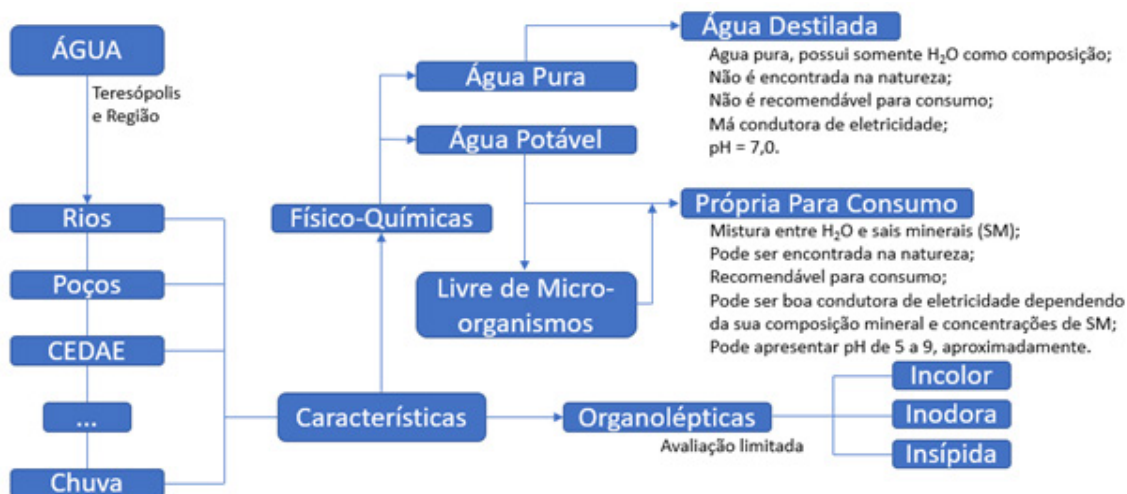 ÁGUA
Teresópolis
e Região
Rios
Poços
CEDAE
...
Chuva
Características
Físico-Químicas
Água Pura
Água Potável
Livre de Micro-
organismos
Água Destilada
Agua pura, possui somente H₂O como composição;
Não é encontrada na natureza;
Não é recomendável para consumo;
Má condutora de eletricidade;
pH = 7,0.
Própria Para Consumo
Mistura entre H₂O e sais minerais (SM);
Pode ser encontrada na natureza;
Recomendável para consumo;
Pode ser boa condutora de eletricidade dependendo
da sua composição mineral e concentrações de SM;
Pode apresentar pH de 5 a 9, aproximadamente.
Organolépticas
Avaliação limitada
Incolor
Inodora
Insípida